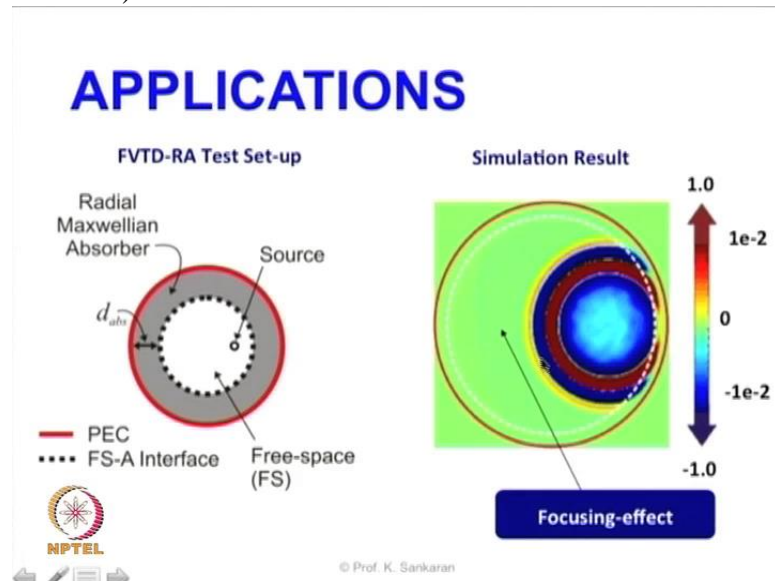 APPLICATIONS
FVTD-RA Test Set-up
Radial
Maxwellian
Absorber
Source
d_abs
PEC
FS-A Interface
Free-space
(FS)
Simulation Result
1.0
1e-2
0
-1e-2
-1.0
Focusing-effect
NPTEL
© Prof. K. Sankaran